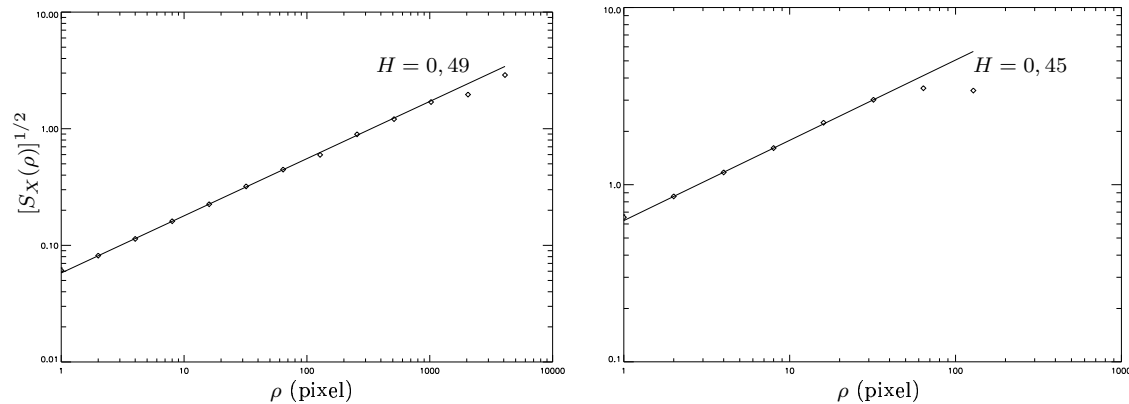 10.00
1.00
0.10
0.01
[S_X(ρ)]^{1/2}
H = 0, 49
1 10 100 1000 10000
ρ (pixel)
10.0
1.0
0.1
H = 0, 45
1 10 100 1000
ρ (pixel)